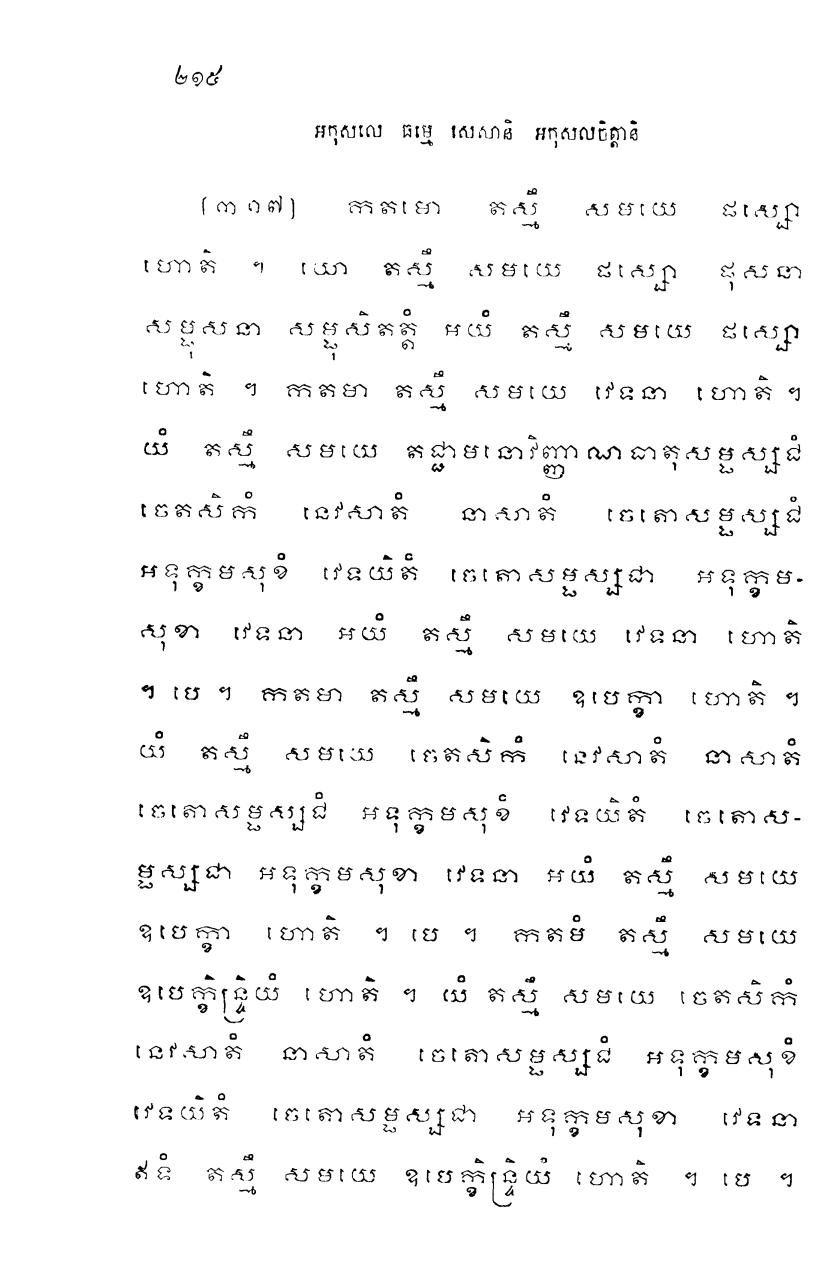 ២១៥
អកុសលេ ធម្មេ សេសានិ អកុសលចិត្តានិ
[៣១៧] កតមោ តស្មឹ សមយេ ផស្សោ
ហោតិ ។ យោ តស្មឹ សមយេ ផស្សោ ផុសនា
សម្ផុសនា សម្ផុសិតត្តំ អយំ តស្មឹ សមយេ ផស្សោ
ហោតិ ។ កតមា តស្មឹ សមយេ វេទនា ហោតិ ។
យំ តស្មឹ សមយេ តជ្ជាមនោវិញ្ញាណធាតុសម្ផស្សជំ
ចេតសិកំ នេវសាតំ នាសាតំ ចេតោសម្ផស្សជំ
អទុក្ខមសុខំ វេទយិតំ ចេតោសម្ផស្សជា អទុក្ខម-
សុខា វេទនា អយំ តស្មឹ សមយេ វេទនា ហោតិ
។ បេ ។ កតមា តស្មឹ សមយេ ឧបេក្ខា ហោតិ ។
យំ តស្មឹ សមយេ ចេតសិកំ នេវសាតំ នាសាតំ
ចេតោសម្ផស្សជំ អទុក្ខមសុខំ វេទយិតំ ចេតោស-
ម្ផស្សជា អទុក្ខមសុខា វេទនា អយំ តស្មឹ សមយេ
ឧបេក្ខា ហោតិ ។ បេ ។ កតមំ តស្មឹ សមយេ
ឧបេក្ខិន្ទ្រិយំ ហោតិ ។ យំ តស្មឹ សមយេ ចេតសិកំ
នេវសាតំ នាសាតំ ចេតោសម្ផស្សជំ អទុក្ខមសុខំ
វេទយិតំ ចេតោសម្ផស្សជា អទុក្ខមសុខា វេទនា
ឥទំ តស្មឹ សមយេ ឧបេក្ខិន្ទ្រិយំ ហោតិ ។ បេ ។